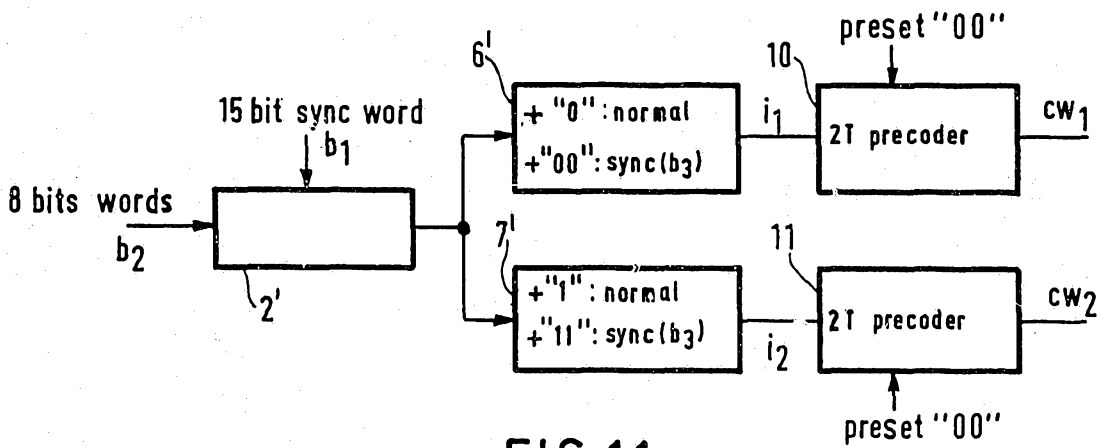 preset "00"
6'
10
15 bit sync word
b1
+ "0" : normal
+"00": sync(b3)
i1
2T precoder
cw1
8 bits words
b2
2'
7'
11
+"1" : normal
+"11": sync(b3)
i2
2T precoder
cw2
preset "00"
FIG.11